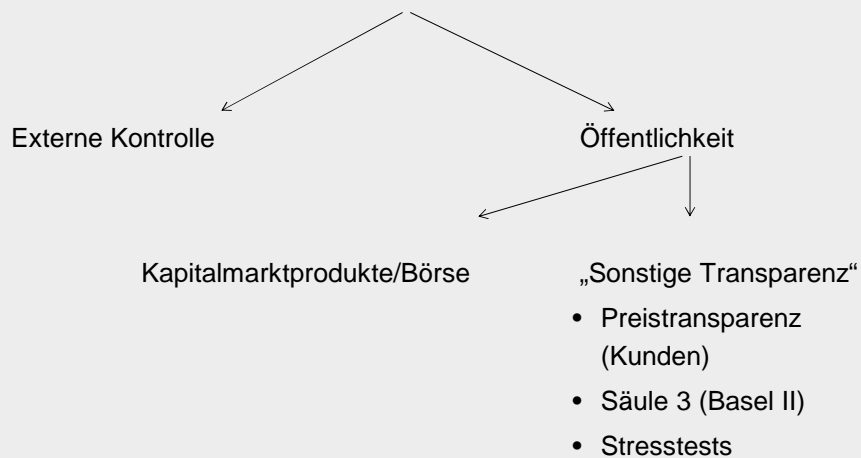 Externe Kontrolle
Öffentlichkeit
Kapitalmarktprodukte/Börse
„Sonstige Transparenz“
• Preistransparenz
(Kunden)
• Säule 3 (Basel II)
• Stresstests